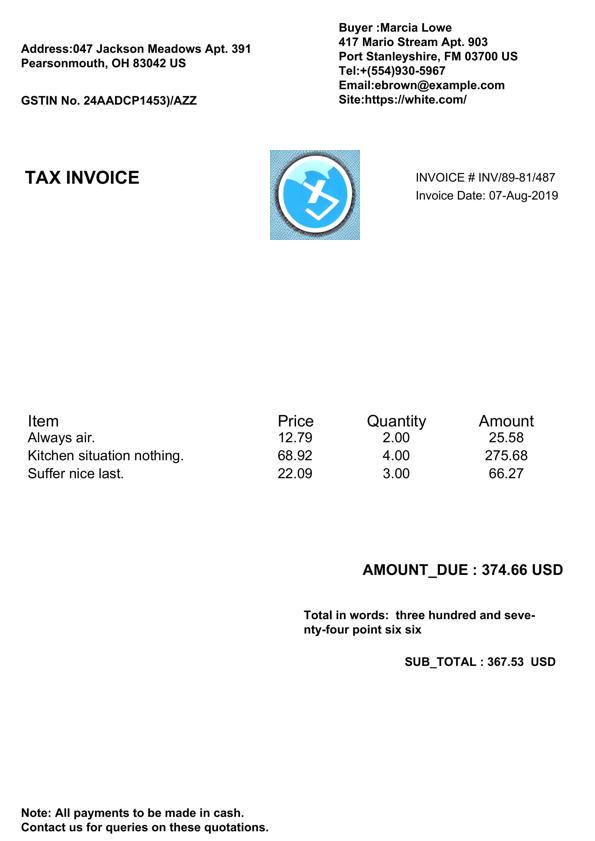 Address:047 Jackson Meadows Apt. 391
Pearsonmouth, OH 83042 US
GSTIN No. 24AADCP1453)/AZZ
Buyer :Marcia Lowe
417 Mario Stream Apt. 903
Port Stanleyshire, FM 03700 US
Tel:+(554)930-5967
Email:ebrown@example.com
Site:https://white.com/
TAX INVOICE
INVOICE # INV/89-81/487
Invoice Date: 07-Aug-2019
Item Price Quantity Amount
Always air. 12.79 2.00 25.58
Kitchen situation nothing. 68.92 4.00 275.68
Suffer nice last. 22.09 3.00 66.27
AMOUNT_DUE : 374.66 USD
Total in words:  three hundred and seve-
nty-four point six six
SUB_TOTAL : 367.53  USD
Note: All payments to be made in cash.
Contact us for queries on these quotations.